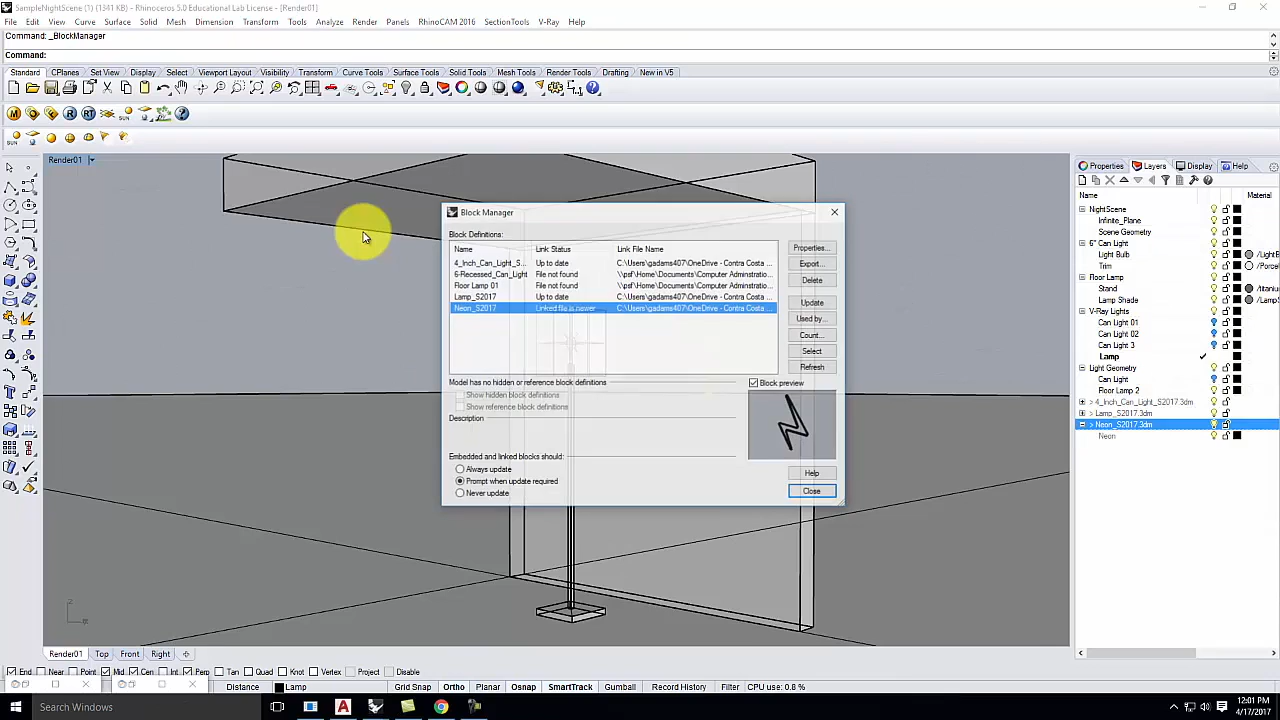 SampleNightScene (1) (1341 KB) - Rhinoceros 5.0 Educational Lab License - [Render01]
File Edit View Curve Surface Solid Mesh Dimension Transform Tools Analyze Render Panels RhinoCAM 2016 SectionTools V-Ray Help
Command: _BlockManager
Command:
Standard CPlanes Set View Display Select Viewport Layout Visibility Transform Curve Tools Surface Tools Solid Tools Mesh Tools Render Tools Drafting New in V5
Render01
Properties Layers Display Help
Name Material
NightScene
Infinite_Plane
Scene Geometry
6" Can Light
Light Bulb /LightB
Trim /Porcel
Floor Lamp
Stand /titaniu
Lamp Shade /Lamp
V-Ray Lights
Can Light 01
Can Light 02
Can Light 3
Lamp
Light Geometry
Can Light
Floor Lamp 2
4_Inch_Can_Light_S2017.3dm
Lamp_S2017.3dm
Neon_S2017.3dm
Neon
Block Manager
Block Definitions:
Name Link Status Link File Name
4_Inch_Can_Light_S... Up to date C:\Users\gadams407\OneDrive - Contra Costa ...
6-Recessed_Can_Light File not found \\psf\Home\Documents\Computer Adminstratio...
Floor Lamp 01 File not found \\psf\Home\Documents\Computer Adminstratio...
Lamp_S2017 Up to date C:\Users\gadams407\OneDrive - Contra Costa ...
Neon_S2017 Linked file is newer C:\Users\gadams407\OneDrive - Contra Costa ...
Properties...
Export...
Delete
Update
Used by...
Count...
Select
Refresh
Model has no hidden or reference block definitions
Show hidden block definitions
Show reference block definitions
Block preview
Description
Embedded and linked blocks should:
Always update
Prompt when update required
Never update
Help
Close
Render01 Top Front Right
End Near Point Mid Cen Int Perp Tan Quad Knot Vertex Project Disable
Distance Lamp Grid Snap Ortho Planar Osnap SmartTrack Gumball Record History Filter CPU use: 0.8 %
Search Windows
12:01 PM
4/17/2017